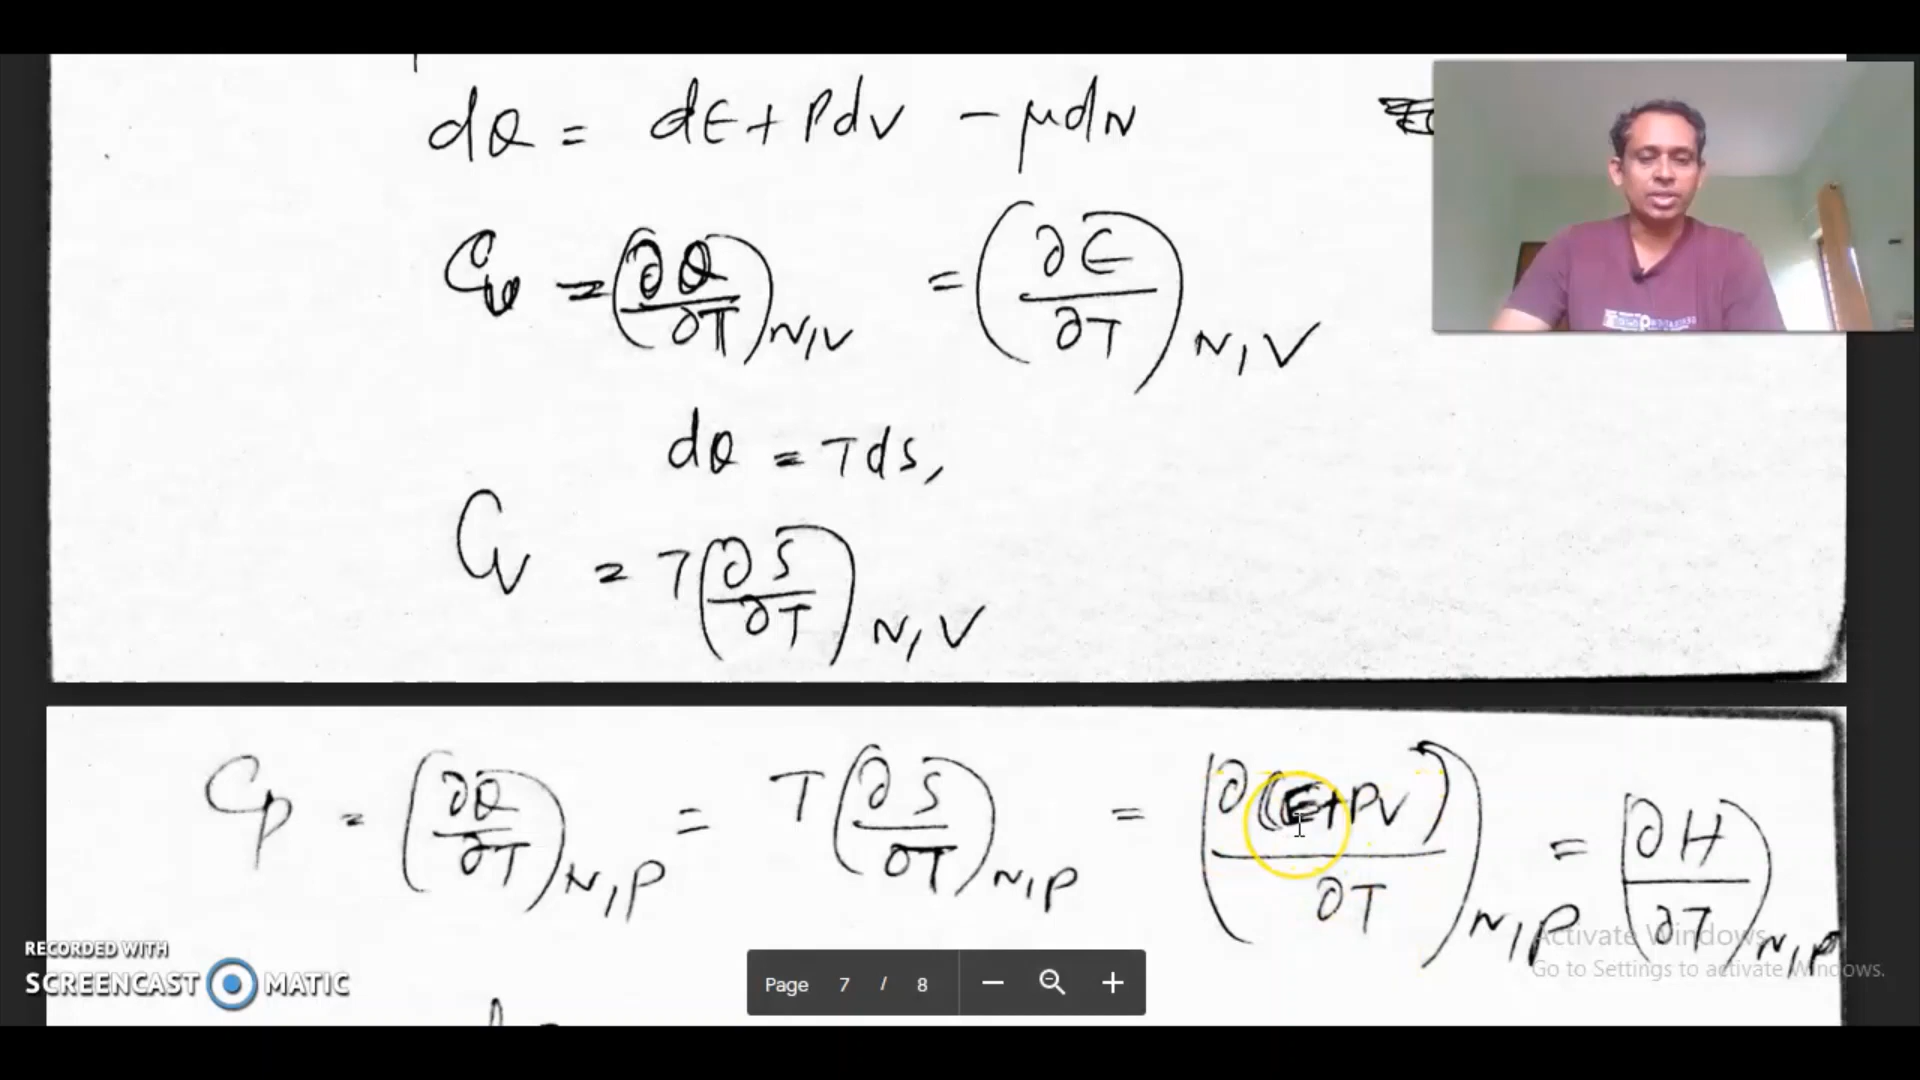 dQ = dE + PdV - μdN
C_V = (∂Q/∂T)_{N,V} = (∂E/∂T)_{N,V}
dQ = TdS,
C_V = T(∂S/∂T)_{N,V}
C_P = (∂Q/∂T)_{N,P} = T(∂S/∂T)_{N,P} = (∂(E+PV)/∂T)_{N,P} = (∂H/∂T)_{N,P}
Activate Windows
Go to Settings to activate Windows.
RECORDED WITH
SCREENCAST MATIC
Page 7 / 8